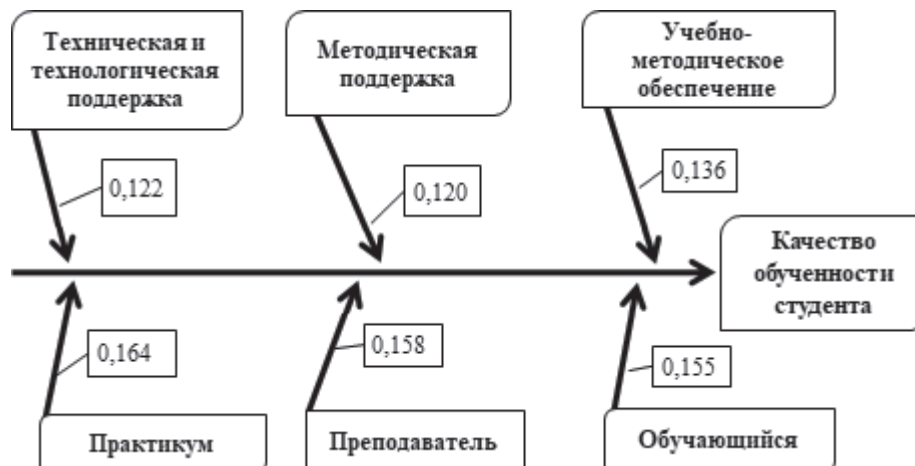 Техническая и
технологическая
поддержка
Методическая
поддержка
Учебно-
методическое
обеспечение
0,122
0,120
0,136
Качество
обученности
студента
0,164
0,158
0,155
Практикум
Преподаватель
Обучающийся